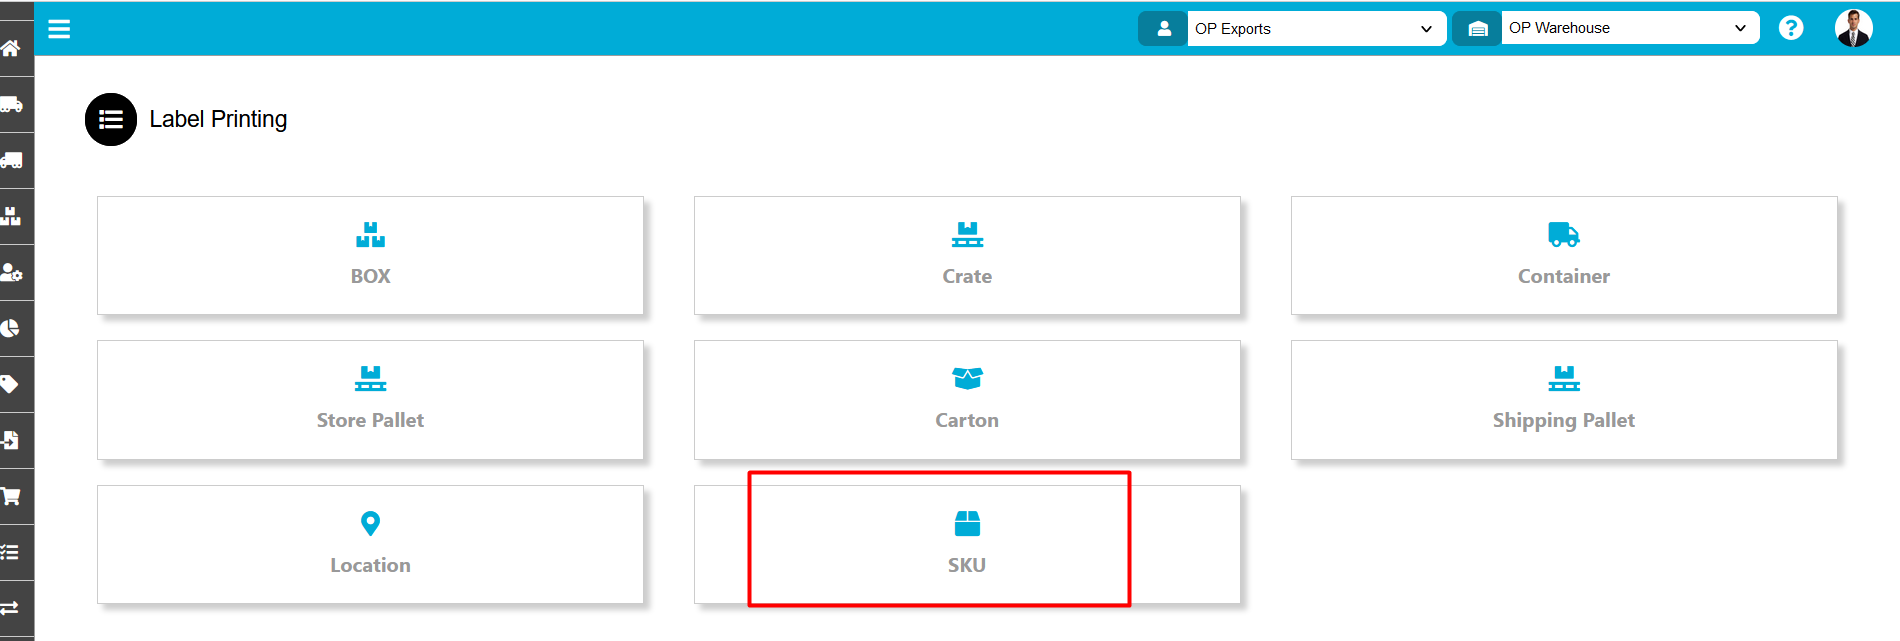 OP Exports
OP Warehouse
Label Printing
BOX
Crate
Container
Store Pallet
Carton
Shipping Pallet
Location
SKU